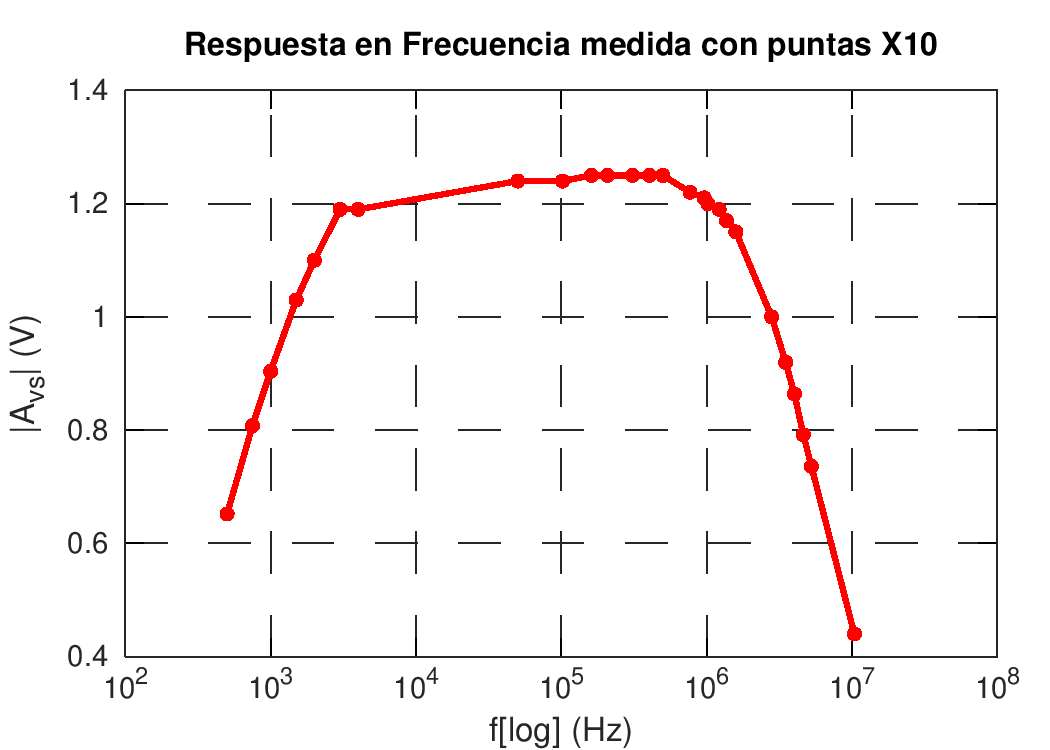 Respuesta en Frecuencia medida con puntas X10
1.4
1.2
1
0.8
0.6
0.4
|A_vs| (V)
10^2 10^3 10^4 10^5 10^6 10^7 10^8
f[log] (Hz)